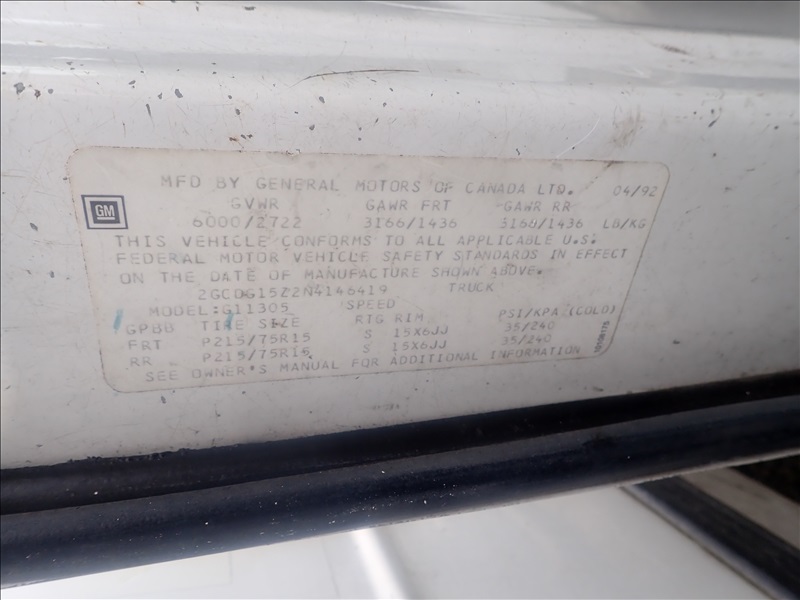 MFD BY GENERAL MOTORS OF CANADA LTD. 04/92
GVWR GAWR FRT GAWR RR
GM 6000/2722 3166/1436 3168/1436 LB/KG
THIS VEHICLE CONFORMS TO ALL APPLICABLE U.S.
FEDERAL MOTOR VEHICLE SAFETY STANDARDS IN EFFECT
ON THE DATE OF MANUFACTURE SHOWN ABOVE.
2GCDG15Z2N4146419 TRUCK
MODEL:G11305 SPEED
GPBB TIRE SIZE RTG RIM PSI/KPA (COLD)
FRT P215/75R15 S 15X6JJ 35/240
RR P215/75R15 S 15X6JJ 35/240
SEE OWNER'S MANUAL FOR ADDITIONAL INFORMATION